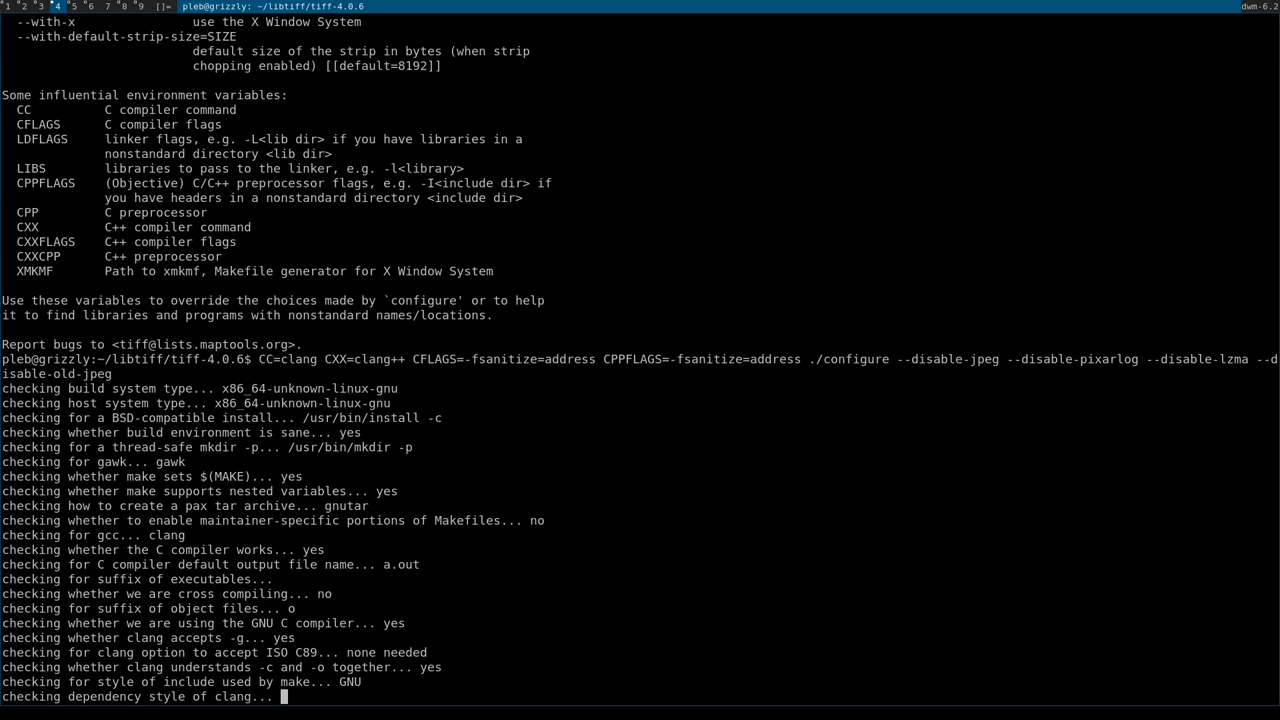 1 2 3 4 5 6 7 8 9 []= pleb@grizzly: ~/libtiff/tiff-4.0.6 dwm-6.2
  --with-x                use the X Window System
  --with-default-strip-size=SIZE
                          default size of the strip in bytes (when strip
                          chopping enabled) [[default=8192]]

Some influential environment variables:
  CC          C compiler command
  CFLAGS      C compiler flags
  LDFLAGS     linker flags, e.g. -L<lib dir> if you have libraries in a
              nonstandard directory <lib dir>
  LIBS        libraries to pass to the linker, e.g. -l<library>
  CPPFLAGS    (Objective) C/C++ preprocessor flags, e.g. -I<include dir> if
              you have headers in a nonstandard directory <include dir>
  CPP         C preprocessor
  CXX         C++ compiler command
  CXXFLAGS    C++ compiler flags
  CXXCPP      C++ preprocessor
  XMKMF       Path to xmkmf, Makefile generator for X Window System

Use these variables to override the choices made by `configure' or to help
it to find libraries and programs with nonstandard names/locations.

Report bugs to <tiff@lists.maptools.org>.
pleb@grizzly:~/libtiff/tiff-4.0.6$ CC=clang CXX=clang++ CFLAGS=-fsanitize=address CPPFLAGS=-fsanitize=address ./configure --disable-jpeg --disable-pixarlog --disable-lzma --d
isable-old-jpeg
checking build system type... x86_64-unknown-linux-gnu
checking host system type... x86_64-unknown-linux-gnu
checking for a BSD-compatible install... /usr/bin/install -c
checking whether build environment is sane... yes
checking for a thread-safe mkdir -p... /usr/bin/mkdir -p
checking for gawk... gawk
checking whether make sets $(MAKE)... yes
checking whether make supports nested variables... yes
checking how to create a pax tar archive... gnutar
checking whether to enable maintainer-specific portions of Makefiles... no
checking for gcc... clang
checking whether the C compiler works... yes
checking for C compiler default output file name... a.out
checking for suffix of executables...
checking whether we are cross compiling... no
checking for suffix of object files... o
checking whether we are using the GNU C compiler... yes
checking whether clang accepts -g... yes
checking for clang option to accept ISO C89... none needed
checking whether clang understands -c and -o together... yes
checking for style of include used by make... GNU
checking dependency style of clang...